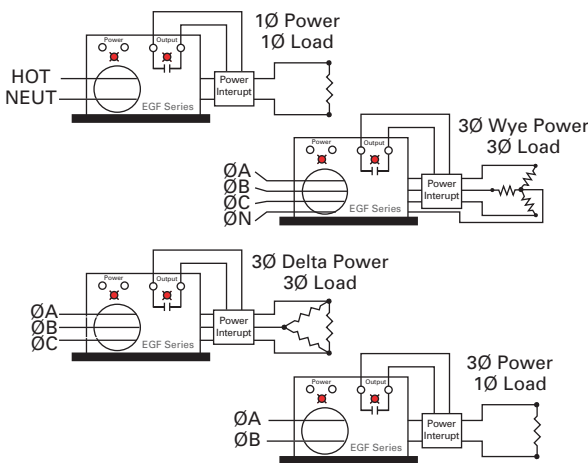 1Ø Power
1Ø Load
Power
Output
HOT
NEUT
EGF Series
Power
Interupt
3Ø Wye Power
3Ø Load
Power
Output
ØA
ØB
ØC
ØN
EGF Series
Power
Interupt
3Ø Delta Power
3Ø Load
Power
Output
ØA
ØB
ØC
EGF Series
Power
Interupt
3Ø Power
1Ø Load
Power
Output
ØA
ØB
EGF Series
Power
Interupt